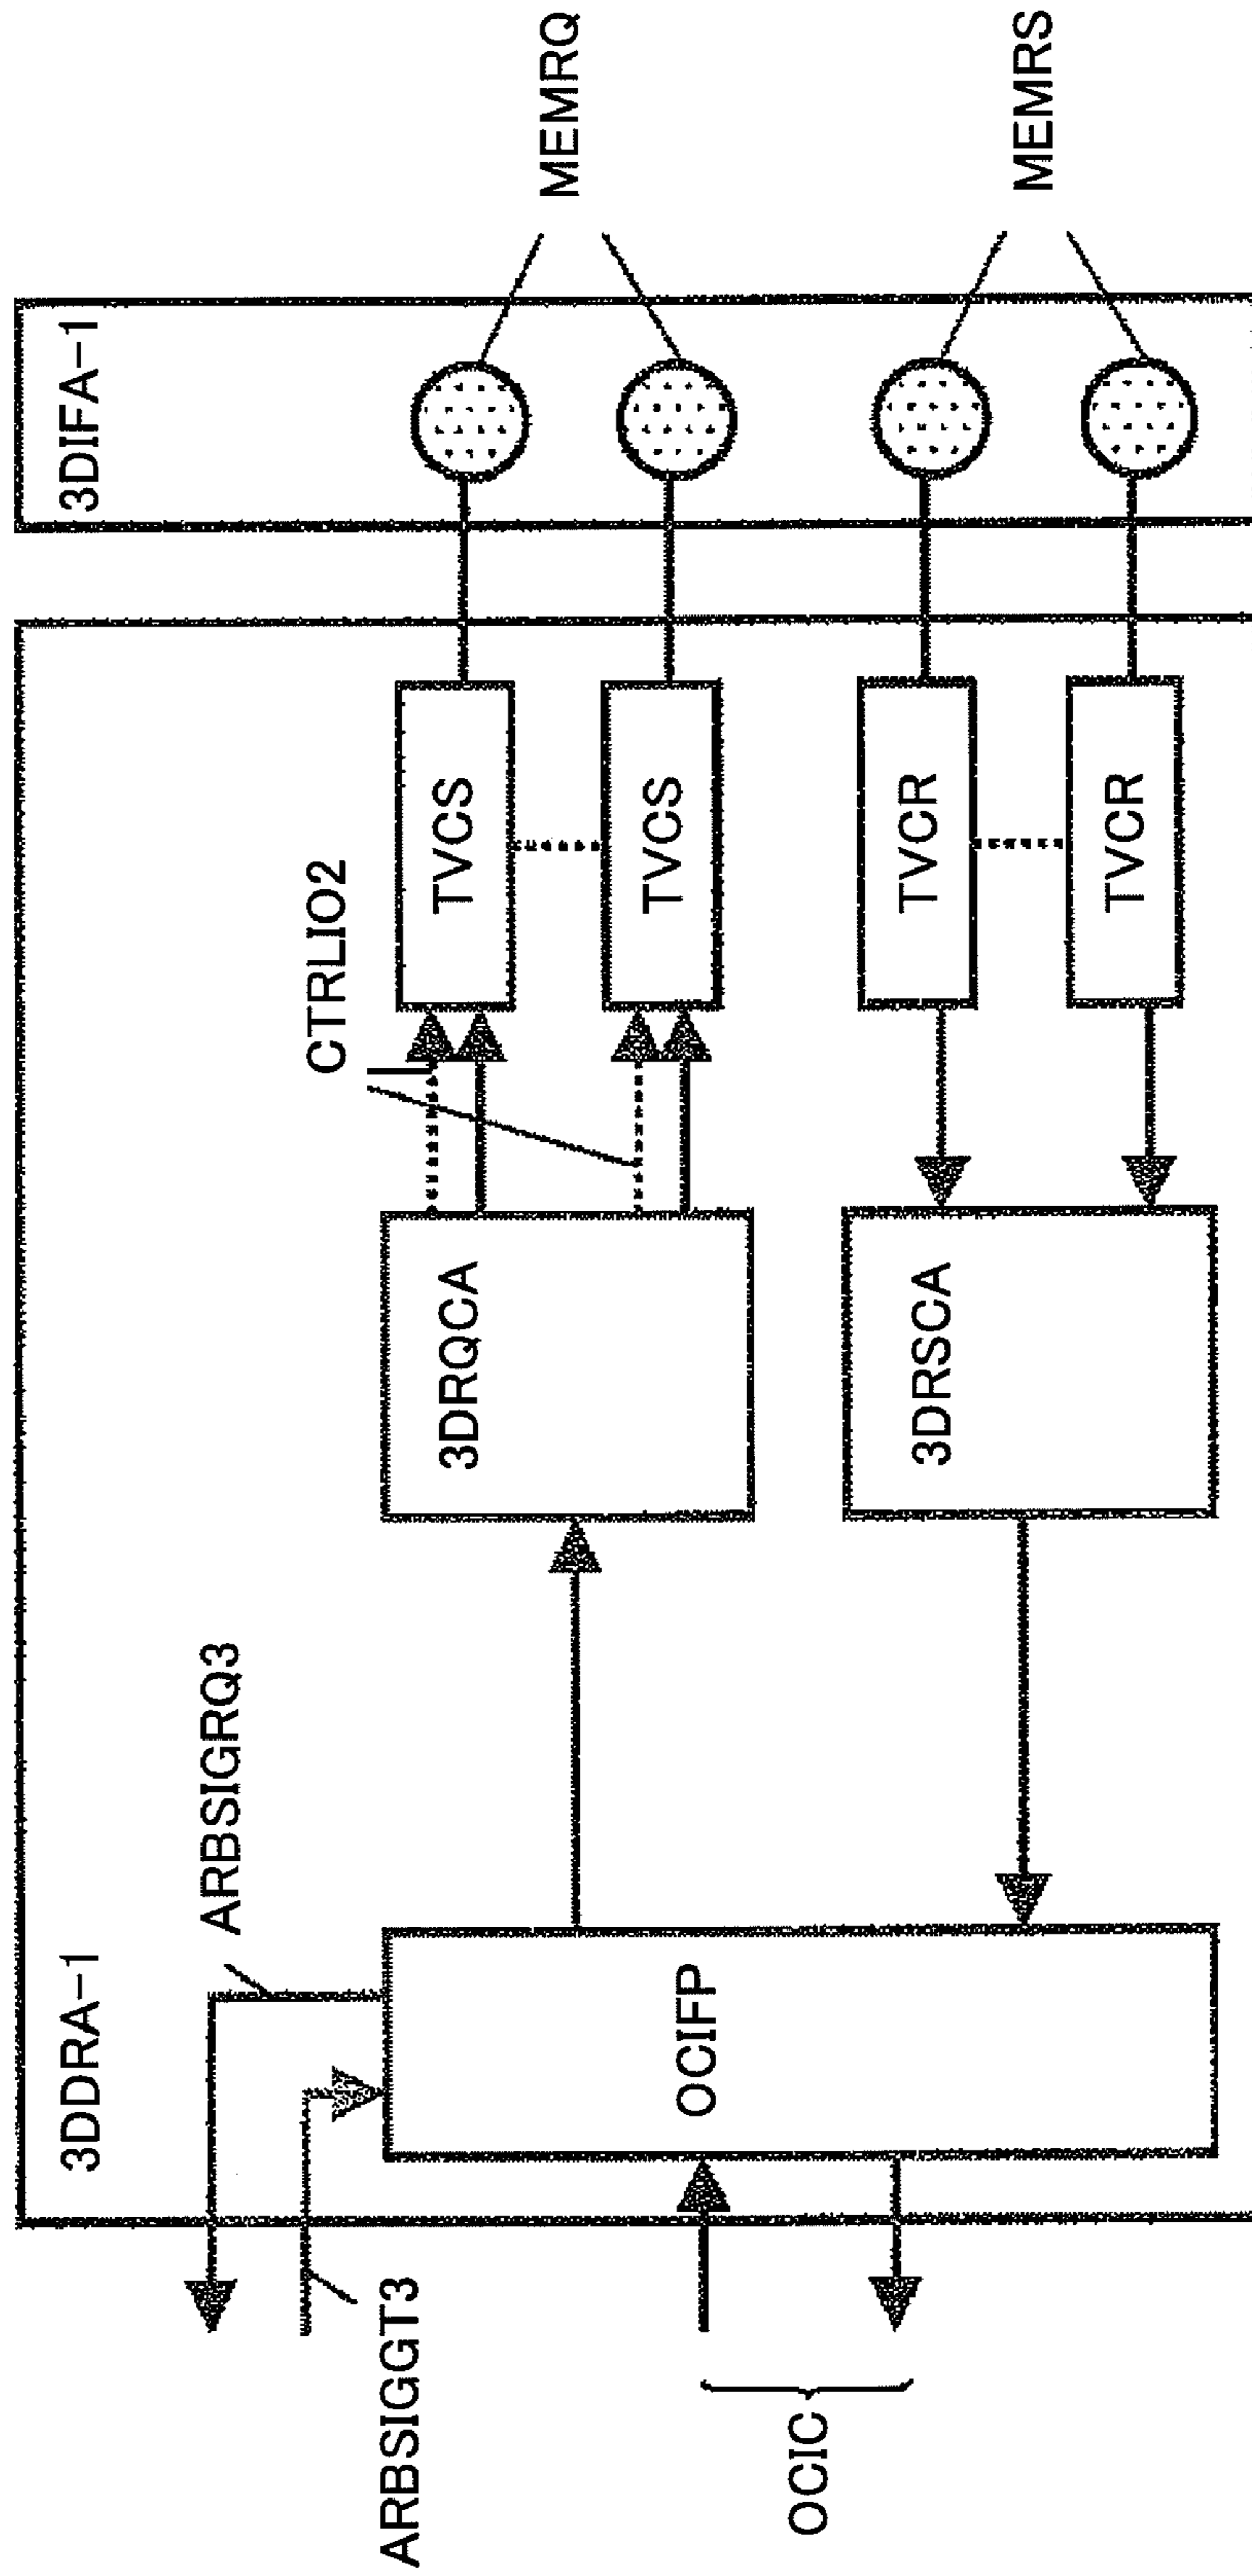 3DDRA-1
3DIFA-1
ARBSIGRQ3
ARBSIGGT3
CTRLIO2
MEMRQ
3DRQCA
TVCS
TVCS
OCIFP
OCIC
3DRSCA
TVCR
TVCR
MEMRS